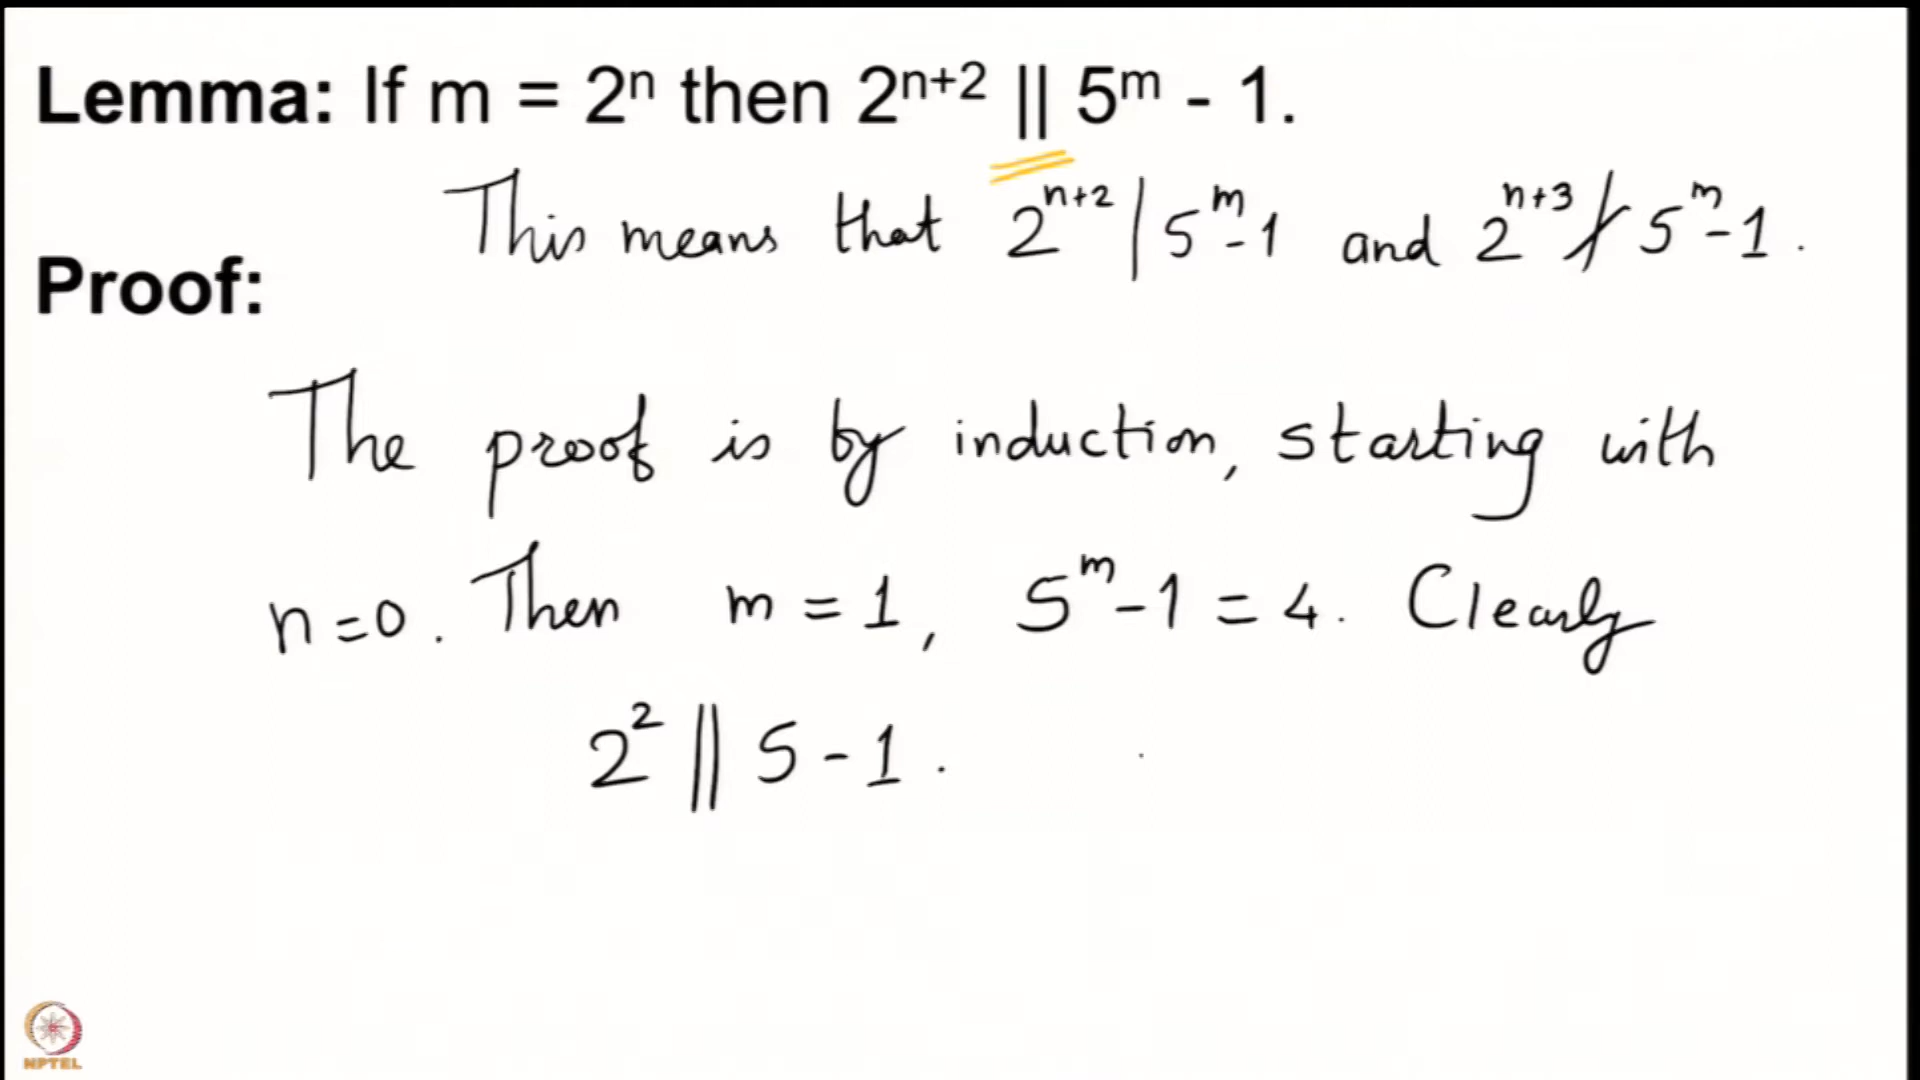 Lemma: If m = 2ⁿ then 2ⁿ⁺² || 5ᵐ - 1.
This means that 2ⁿ⁺² | 5ᵐ - 1 and 2ⁿ⁺³ ∤ 5ᵐ - 1.
Proof:
The proof is by induction, starting with
n = 0. Then m = 1, 5ᵐ - 1 = 4. Clearly
2² || 5 - 1.
NPTEL